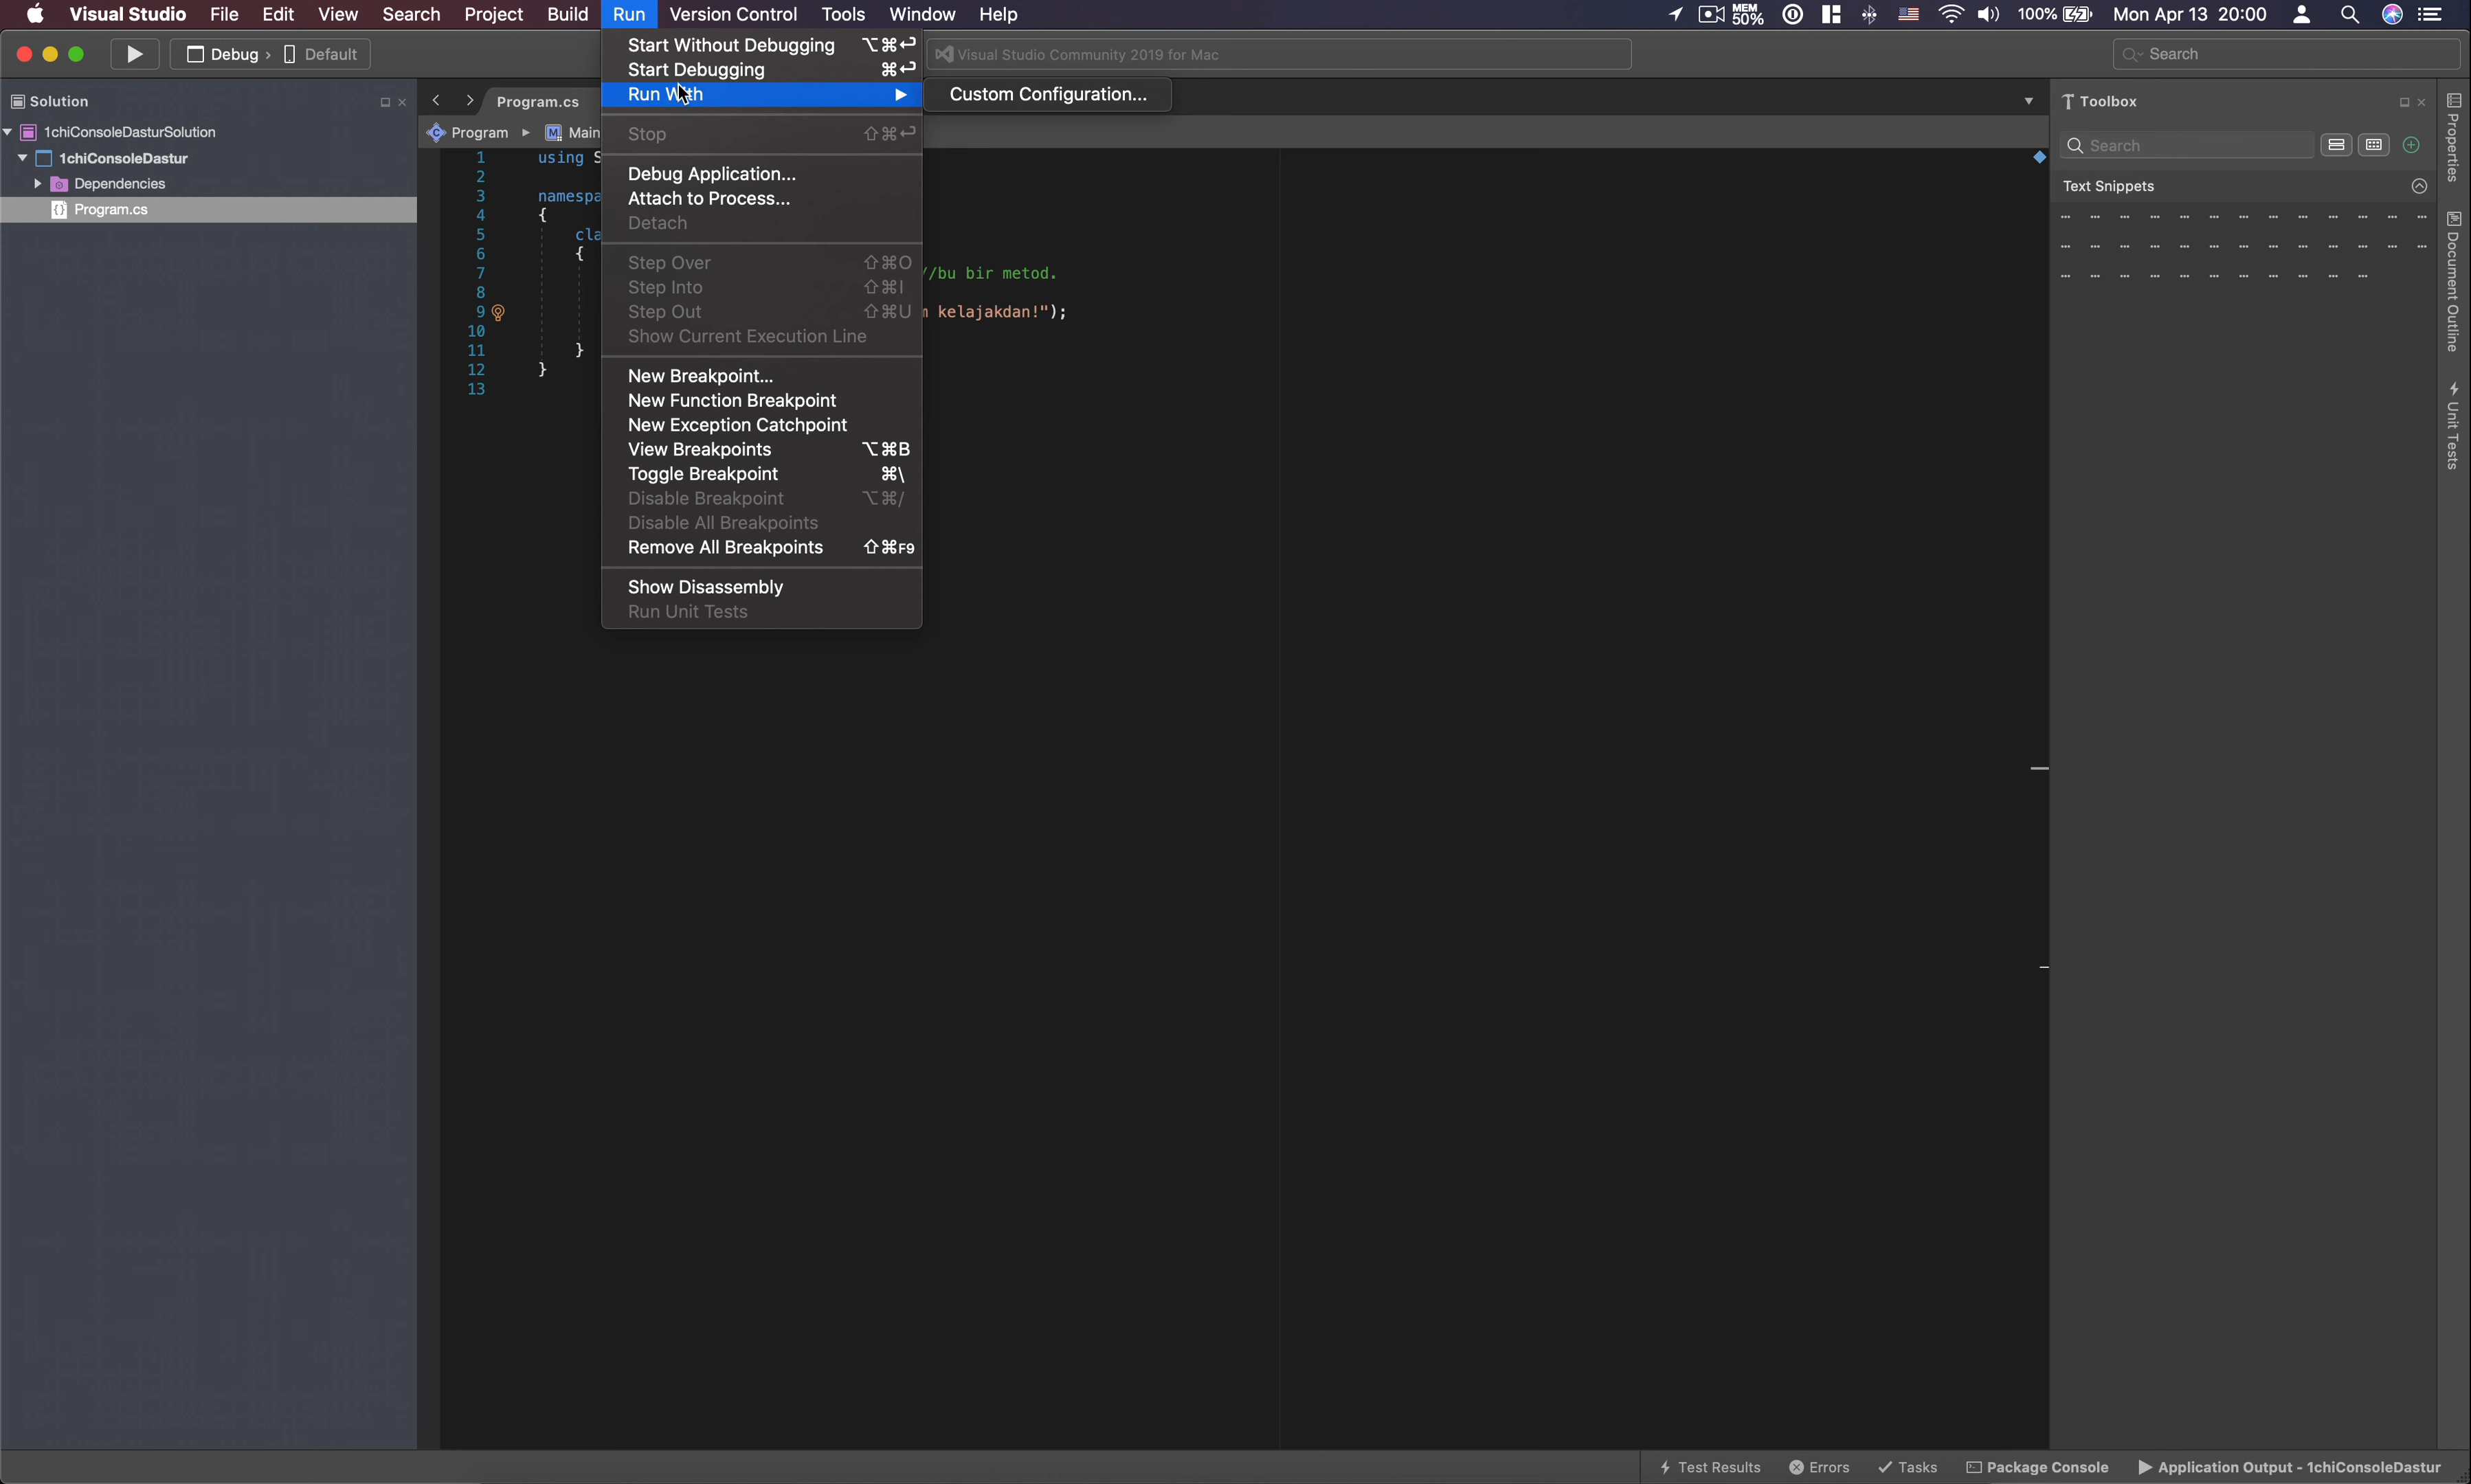 Visual Studio File Edit View Search Project Build Run Version Control Tools Window Help MEM 50% 100% Mon Apr 13 20:00
Debug › Default
Visual Studio Community 2019 for Mac
Search
Solution
1chiConsoleDasturSolution
1chiConsoleDastur
Dependencies
Program.cs
Program.cs
Program ▸ Main
1 using S
2
3 namespa
4 {
5 cla
6 {
7 //bu bir metod.
8
9 kelajakdan!");
10
11 }
12 }
13
Start Without Debugging ⌥⌘↩
Start Debugging ⌘↩
Run With ▶
Custom Configuration...
Stop ⇧⌘↩
Debug Application...
Attach to Process...
Detach
Step Over ⇧⌘O
Step Into ⇧⌘I
Step Out ⇧⌘U
Show Current Execution Line
New Breakpoint...
New Function Breakpoint
New Exception Catchpoint
View Breakpoints ⌥⌘B
Toggle Breakpoint ⌘\
Disable Breakpoint ⌥⌘/
Disable All Breakpoints
Remove All Breakpoints ⇧⌘F9
Show Disassembly
Run Unit Tests
Toolbox
Search
Text Snippets
... ... ... ... ... ... ... ... ... ... ... ... ...
... ... ... ... ... ... ... ... ... ... ... ... ...
... ... ... ... ... ... ... ... ... ... ...
Properties
Document Outline
Unit Tests
Test Results Errors Tasks Package Console Application Output - 1chiConsoleDastur